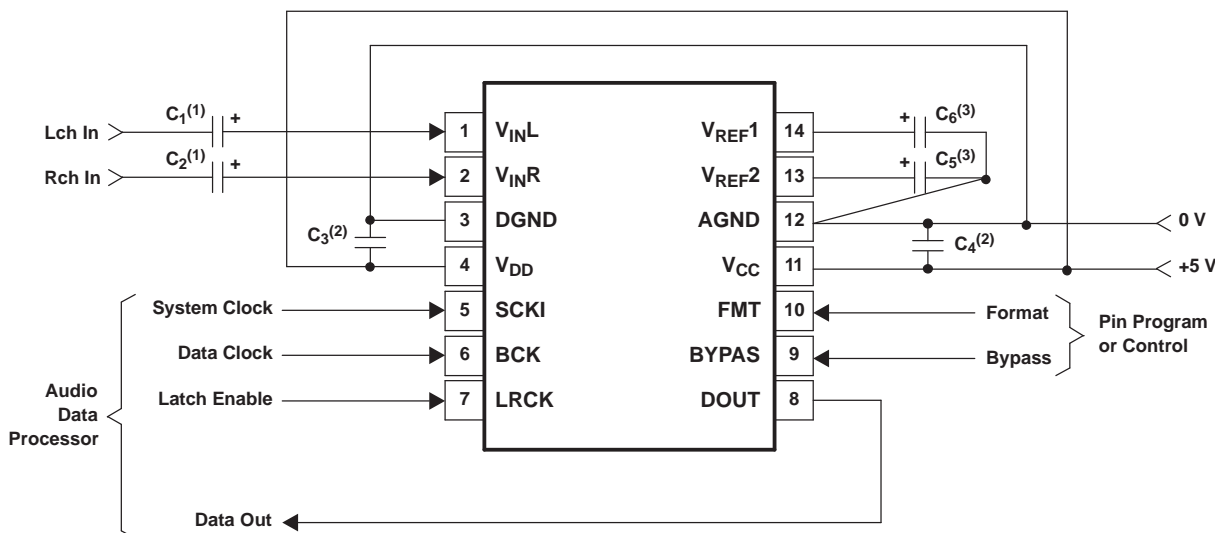 Lch In
C1(1)
+
Rch In
C2(1)
+
C3(2)
1 VINL
2 VINR
3 DGND
4 VDD
5 SCKI
6 BCK
7 LRCK
VREF1 14
VREF2 13
AGND 12
VCC 11
FMT 10
BYPAS 9
DOUT 8
+
C6(3)
+
C5(3)
C4(2)
0 V
+5 V
System Clock
Data Clock
Latch Enable
Audio
Data
Processor
Data Out
Format
Bypass
Pin Program
or Control